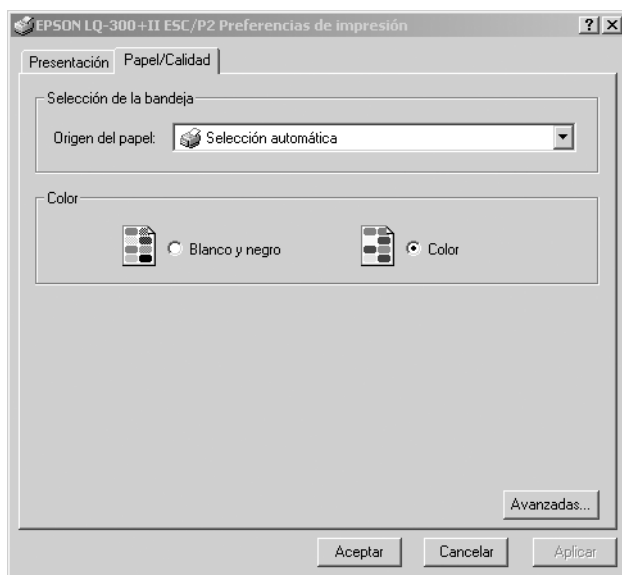 EPSON LQ-300+II ESC/P2 Preferencias de impresión
Presentación Papel/Calidad
Selección de la bandeja
Origen del papel: Selección automática
Color
Blanco y negro Color
Avanzadas...
Aceptar Cancelar Aplicar